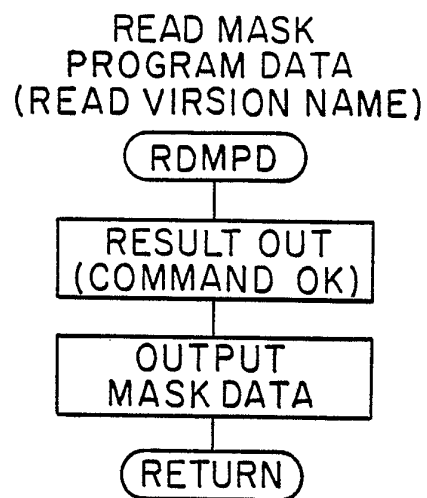 READ MASK
PROGRAM DATA
(READ VIRSION NAME)
RDMPD
RESULT OUT
(COMMAND OK)
OUTPUT
MASK DATA
RETURN